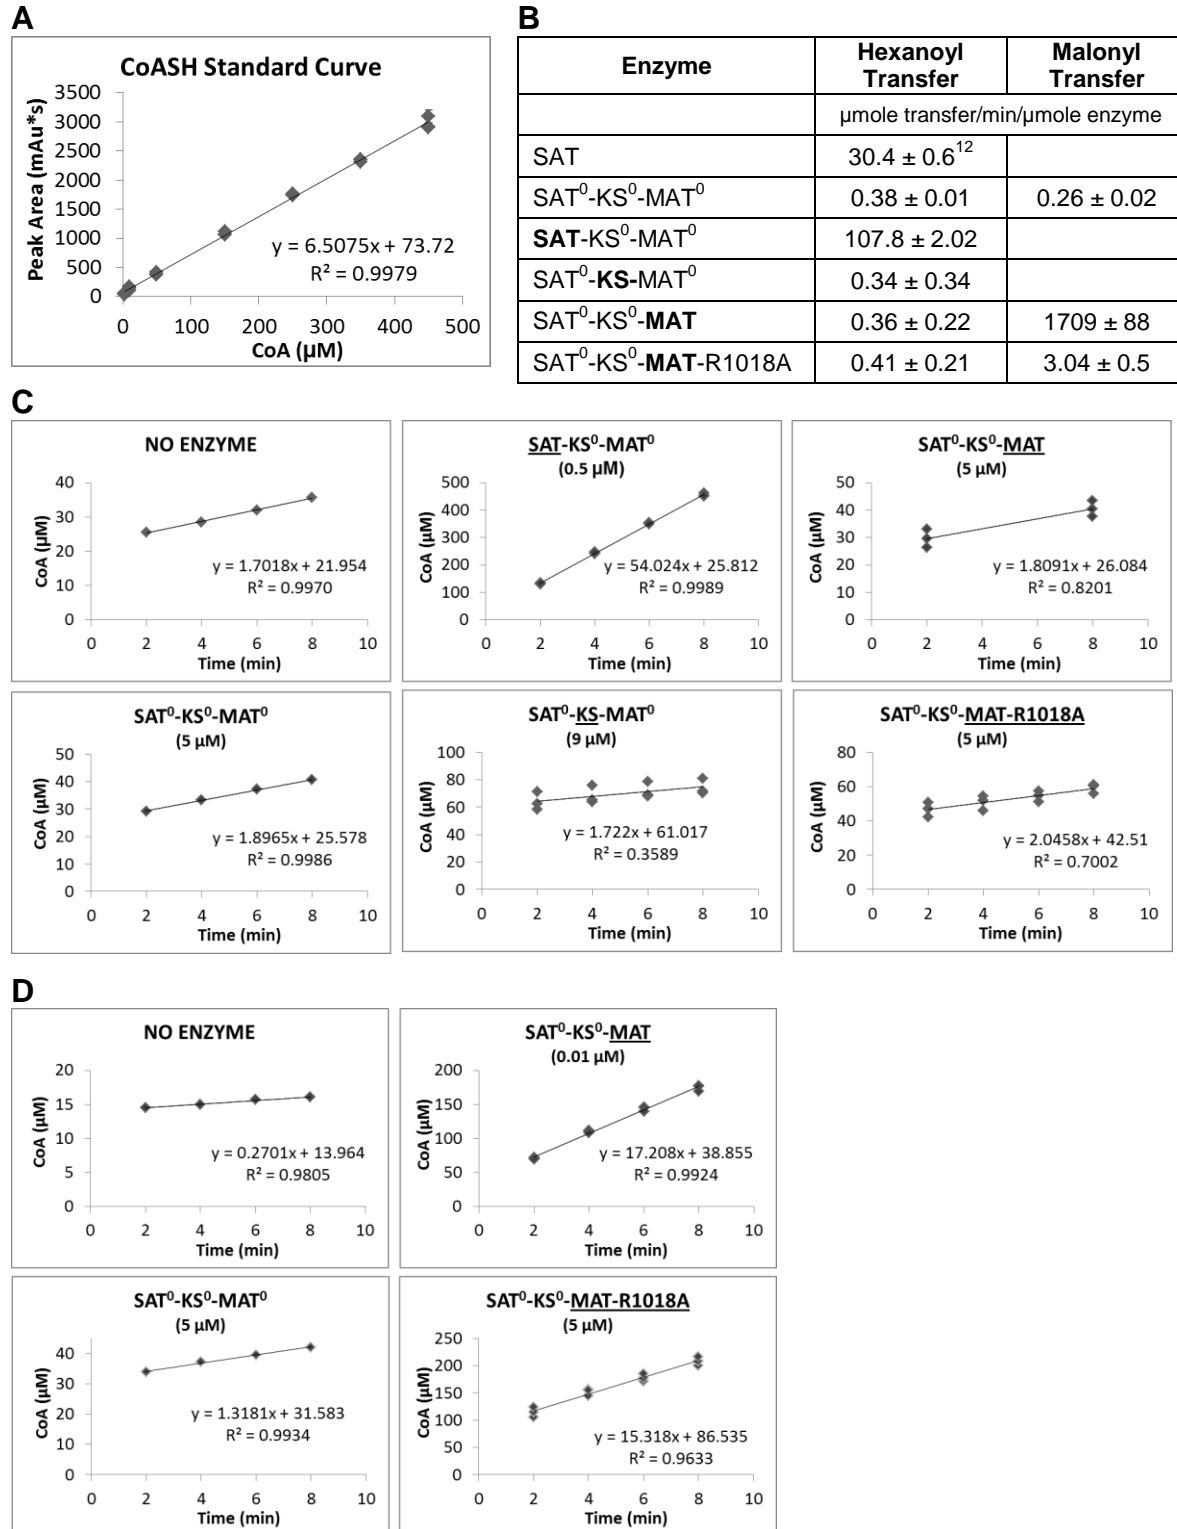 A
CoASH Standard Curve
Peak Area (mAu*s)
3500
3000
2500
2000
1500
1000
500
0
y = 6.5075x + 73.72
R² = 0.9979
0 100 200 300 400 500
CoA (µM)
B
Enzyme Hexanoyl Transfer Malonyl Transfer
µmole transfer/min/µmole enzyme
SAT 30.4 ± 0.6¹²
SAT⁰-KS⁰-MAT⁰ 0.38 ± 0.01 0.26 ± 0.02
SAT-KS⁰-MAT⁰ 107.8 ± 2.02
SAT⁰-KS-MAT⁰ 0.34 ± 0.34
SAT⁰-KS⁰-MAT 0.36 ± 0.22 1709 ± 88
SAT⁰-KS⁰-MAT-R1018A 0.41 ± 0.21 3.04 ± 0.5
C
NO ENZYME
CoA (µM)
40
30
20
10
0
y = 1.7018x + 21.954
R² = 0.9970
0 2 4 6 8 10
Time (min)
SAT-KS⁰-MAT⁰
(0.5 µM)
CoA (µM)
500
400
300
200
100
0
y = 54.024x + 25.812
R² = 0.9989
0 2 4 6 8 10
Time (min)
SAT⁰-KS⁰-MAT
(5 µM)
CoA (µM)
50
40
30
20
10
0
y = 1.8091x + 26.084
R² = 0.8201
0 2 4 6 8 10
Time (min)
SAT⁰-KS⁰-MAT⁰
(5 µM)
CoA (µM)
50
40
30
20
10
0
y = 1.8965x + 25.578
R² = 0.9986
0 2 4 6 8 10
Time (min)
SAT⁰-KS-MAT⁰
(9 µM)
CoA (µM)
100
80
60
40
20
0
y = 1.722x + 61.017
R² = 0.3589
0 2 4 6 8 10
Time (min)
SAT⁰-KS⁰-MAT-R1018A
(5 µM)
CoA (µM)
80
60
40
20
0
y = 2.0458x + 42.51
R² = 0.7002
0 2 4 6 8 10
Time (min)
D
NO ENZYME
CoA (µM)
20
15
10
5
0
y = 0.2701x + 13.964
R² = 0.9805
0 2 4 6 8 10
Time (min)
SAT⁰-KS⁰-MAT
(0.01 µM)
CoA (µM)
200
150
100
50
0
y = 17.208x + 38.855
R² = 0.9924
0 2 4 6 8 10
Time (min)
SAT⁰-KS⁰-MAT⁰
(5 µM)
CoA (µM)
40
30
20
10
0
y = 1.3181x + 31.583
R² = 0.9934
0 2 4 6 8 10
Time (min)
SAT⁰-KS⁰-MAT-R1018A
(5 µM)
CoA (µM)
250
200
150
100
50
0
y = 15.318x + 86.535
R² = 0.9633
0 2 4 6 8 10
Time (min)